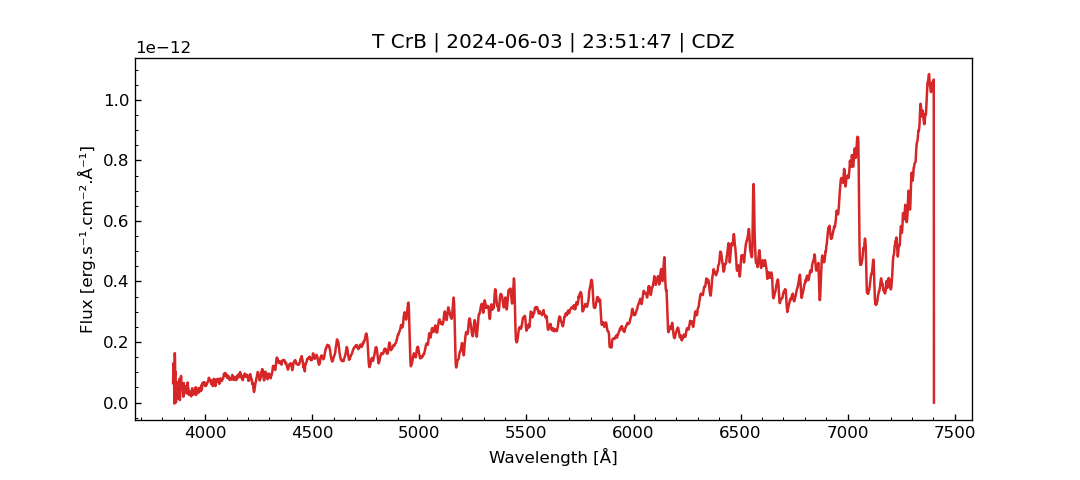 T CrB | 2024-06-03 | 23:51:47 | CDZ
1e−12
1.0
0.8
0.6
0.4
0.2
0.0
Flux [erg.s⁻¹.cm⁻².Å⁻¹]
4000 4500 5000 5500 6000 6500 7000 7500
Wavelength [Å]